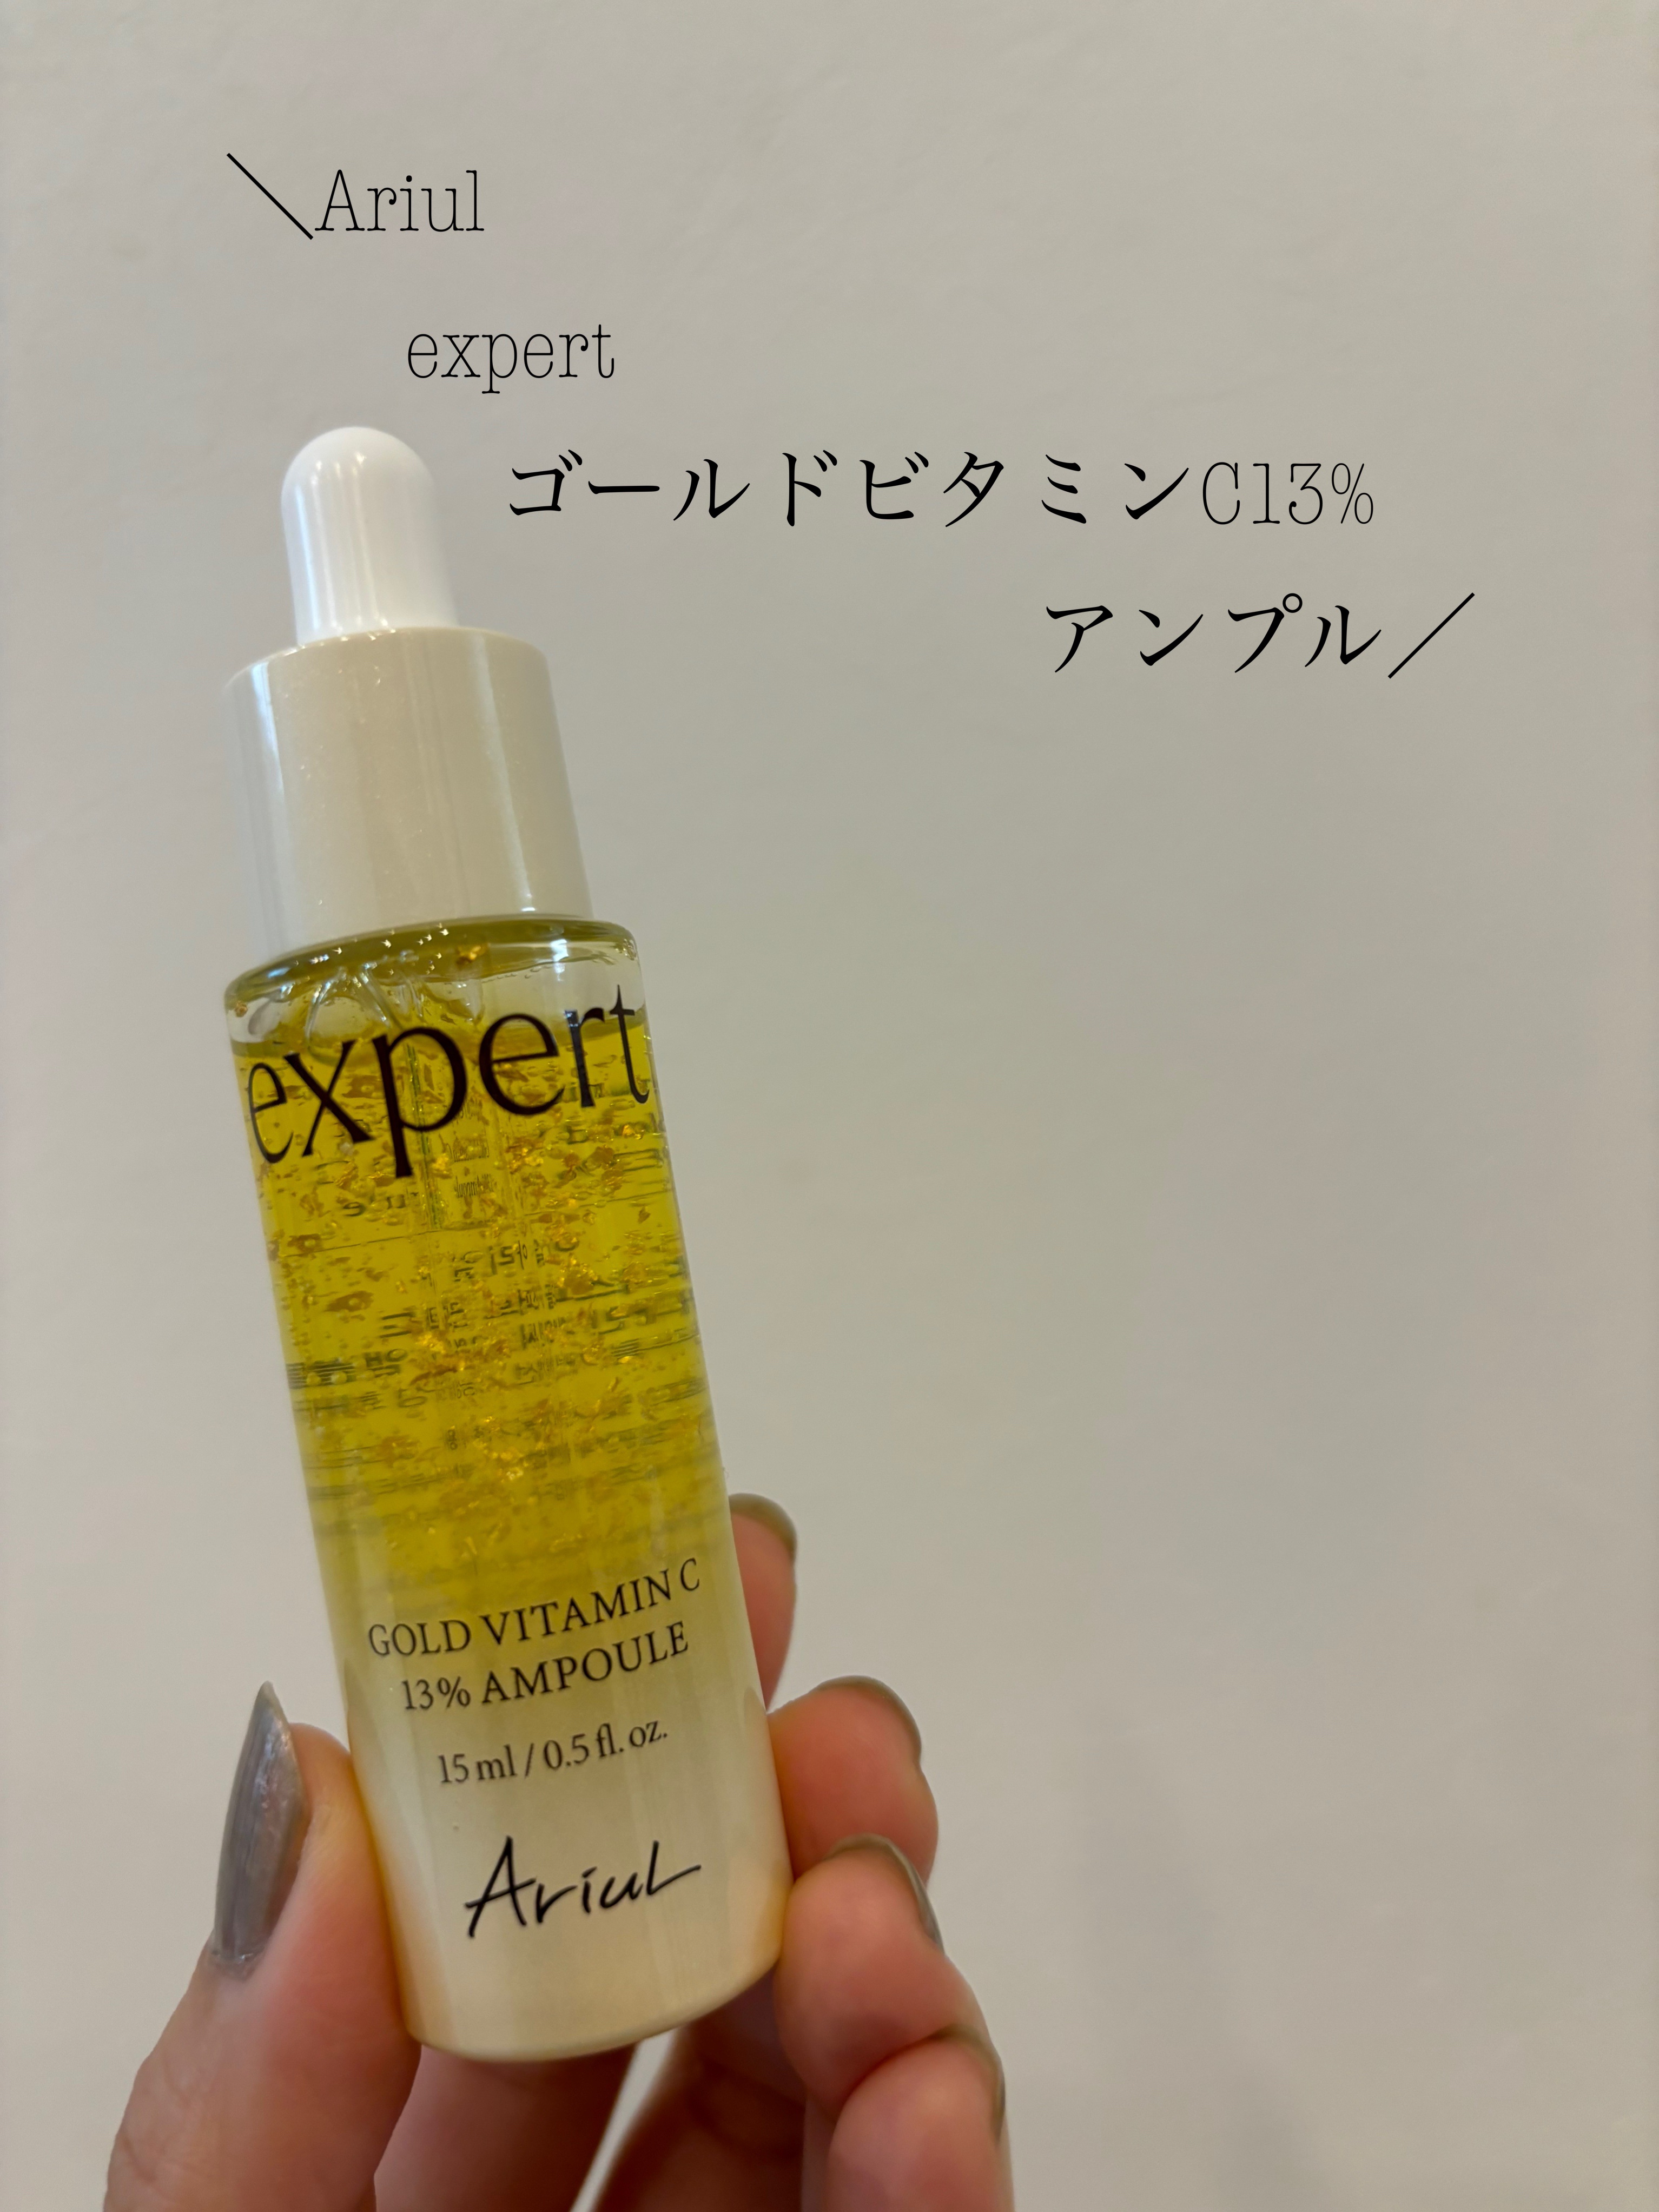 ＼Ariul
expert
ゴールドビタミンC13%
アンプル／
expert
GOLD VITAMIN C
13% AMPOULE
15 ml / 0.5 fl. oz.
Ariul